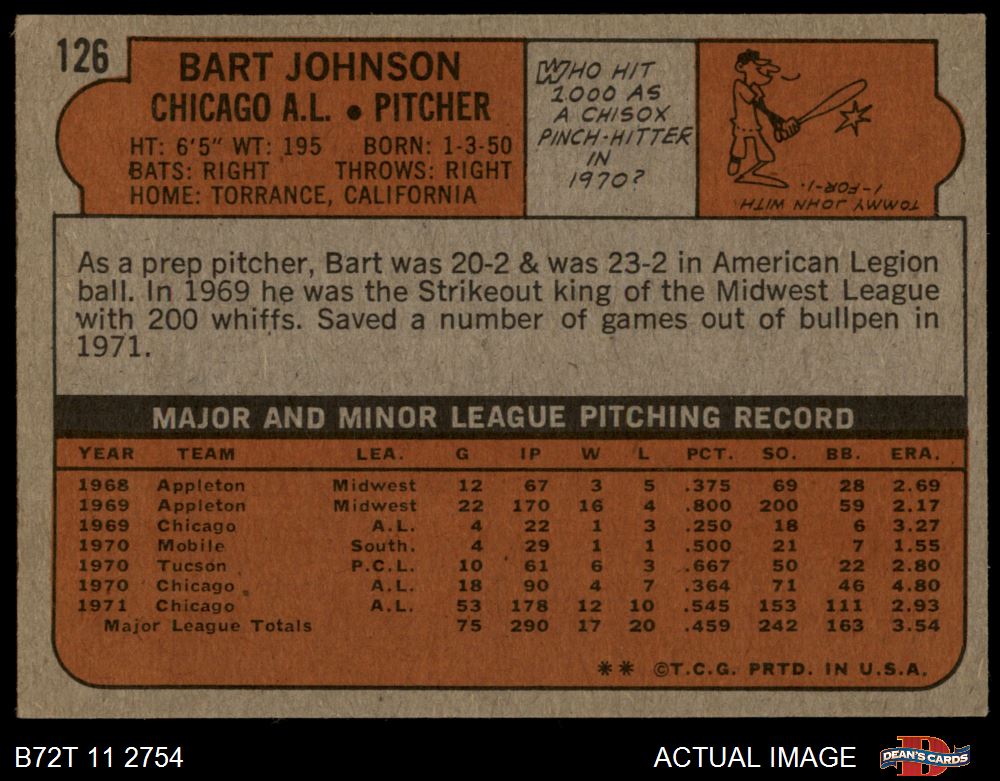 126
BART JOHNSON
CHICAGO A.L. • PITCHER
HT: 6'5" WT: 195 BORN: 1-3-50
BATS: RIGHT THROWS: RIGHT
HOME: TORRANCE, CALIFORNIA
WHO HIT
1.000 AS
A CHISOX
PINCH-HITTER
IN
1970?
TOMMY JOHN WITH
1-FOR-1.
As a prep pitcher, Bart was 20-2 & was 23-2 in American Legion
ball. In 1969 he was the Strikeout king of the Midwest League
with 200 whiffs. Saved a number of games out of bullpen in
1971.
MAJOR AND MINOR LEAGUE PITCHING RECORD
YEAR TEAM LEA. G IP W L PCT. SO. BB. ERA.
1968 Appleton Midwest 12 67 3 5 .375 69 28 2.69
1969 Appleton Midwest 22 170 16 4 .800 200 59 2.17
1969 Chicago A.L. 4 22 1 3 .250 18 6 3.27
1970 Mobile South. 4 29 1 1 .500 21 7 1.55
1970 Tucson P.C.L. 10 61 6 3 .667 50 22 2.80
1970 Chicago A.L. 18 90 4 7 .364 71 46 4.80
1971 Chicago A.L. 53 178 12 10 .545 153 111 2.93
Major League Totals 75 290 17 20 .459 242 163 3.54
** ©T.C.G. PRTD. IN U.S.A.
B72T 11 2754
ACTUAL IMAGE
DEAN'S CARDS